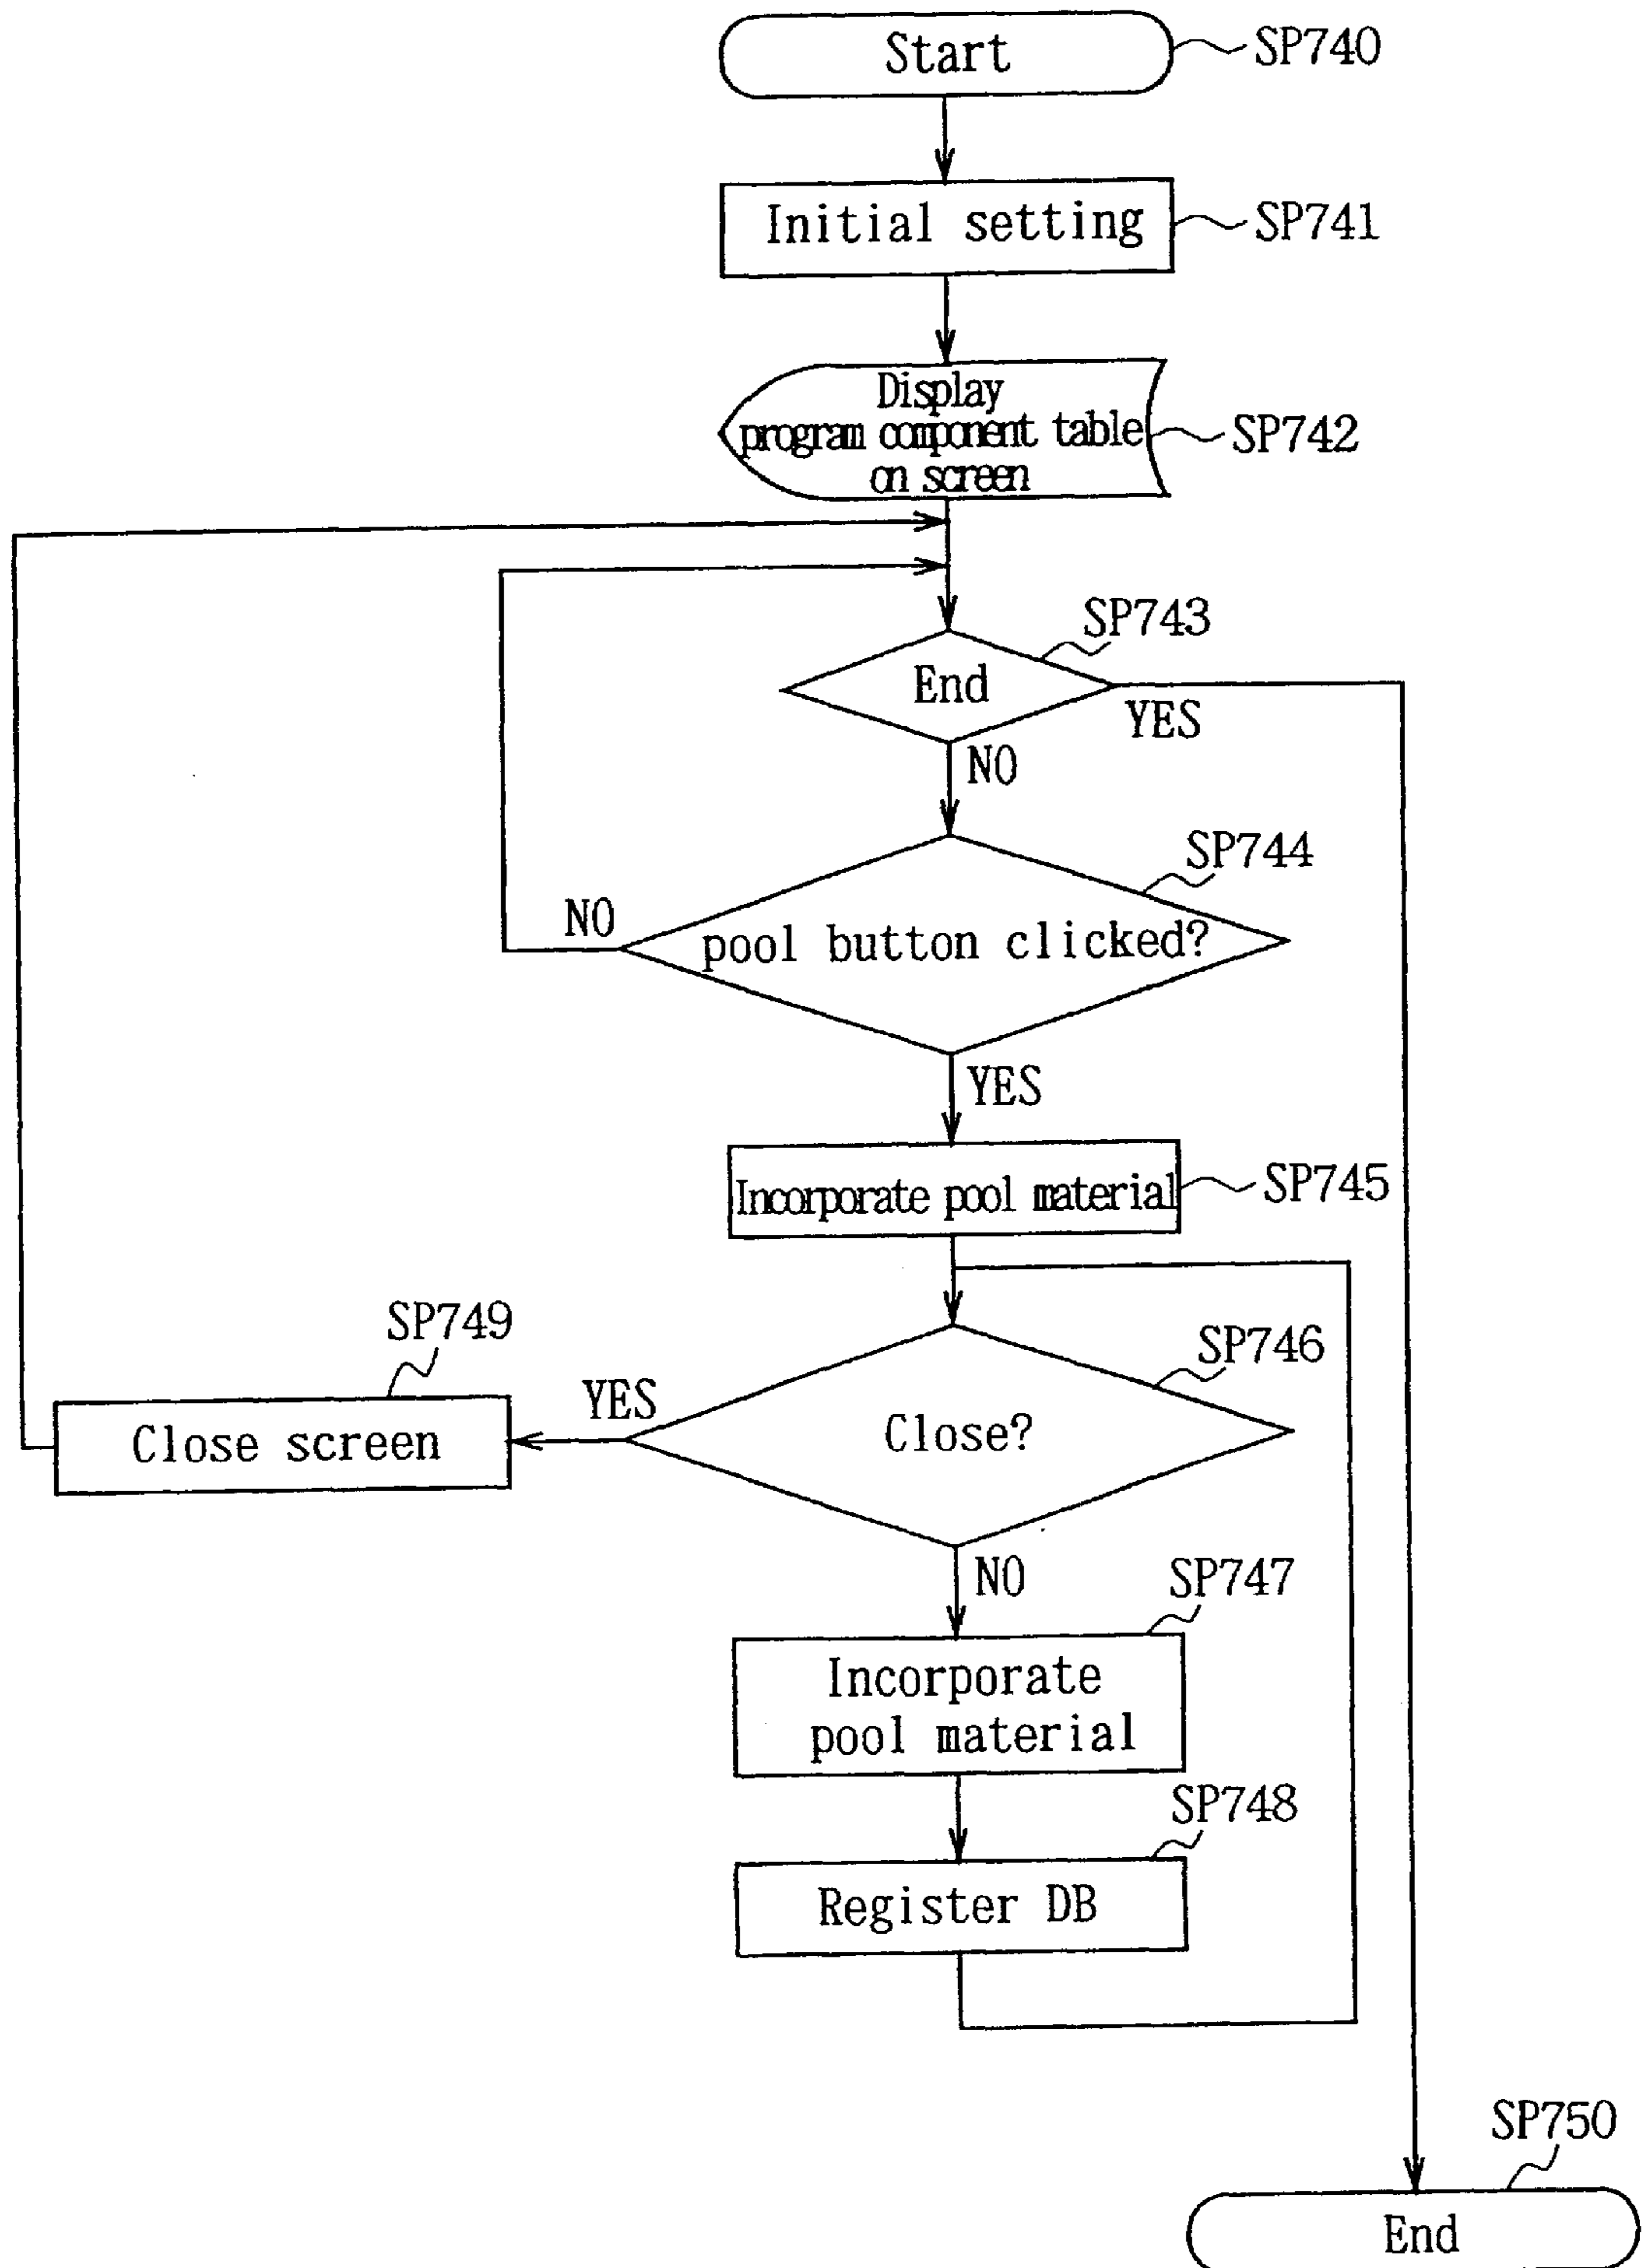 Start
SP740
Initial setting
SP741
Display
program component table
on screen
SP742
SP743
End
YES
NO
SP744
NO
pool button clicked?
YES
Incorporate pool material
SP745
SP749
SP746
YES
Close screen
Close?
NO
SP747
Incorporate
pool material
SP748
Register DB
SP750
End